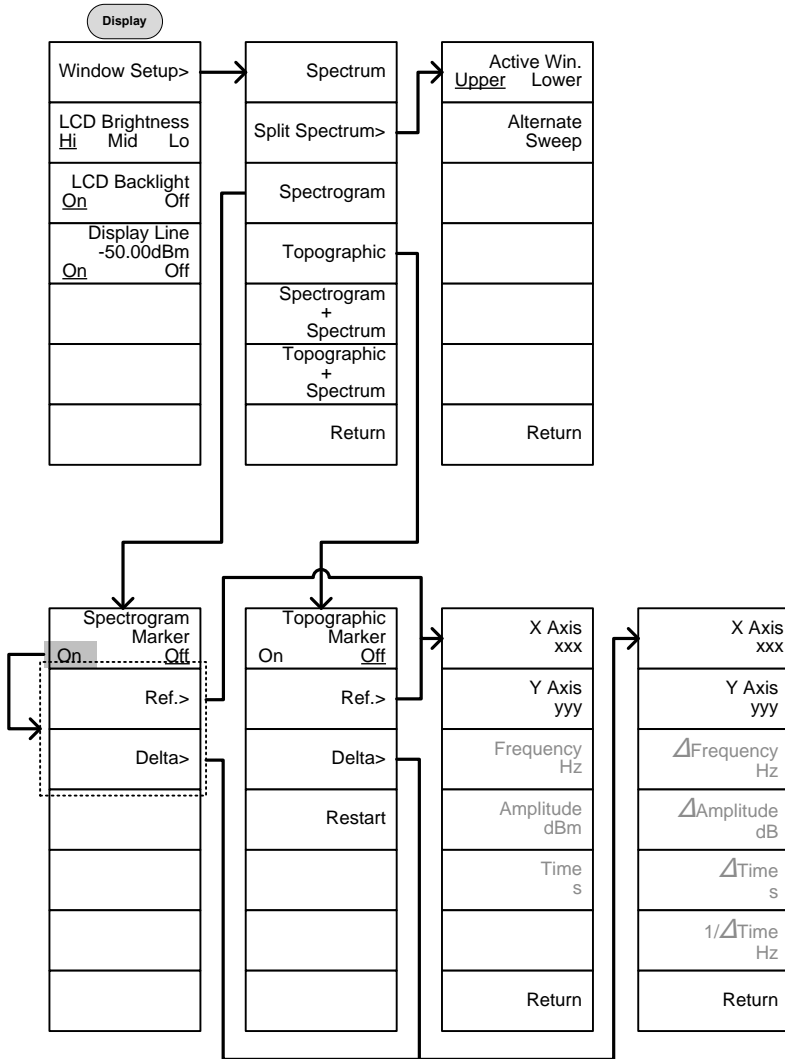 Display
Window Setup>
LCD Brightness
Hi Mid Lo
LCD Backlight
On Off
Display Line
-50.00dBm
On Off
Spectrum
Split Spectrum>
Spectrogram
Topographic
Spectrogram
+
Spectrum
Topographic
+
Spectrum
Return
Active Win.
Upper Lower
Alternate
Sweep
Return
Spectrogram
Marker
On Off
Ref.>
Delta>
Topographic
Marker
On Off
Ref.>
Delta>
Restart
X Axis
xxx
Y Axis
yyy
Frequency
Hz
Amplitude
dBm
Time
s
Return
X Axis
xxx
Y Axis
yyy
ΔFrequency
Hz
ΔAmplitude
dB
ΔTime
s
1/ΔTime
Hz
Return